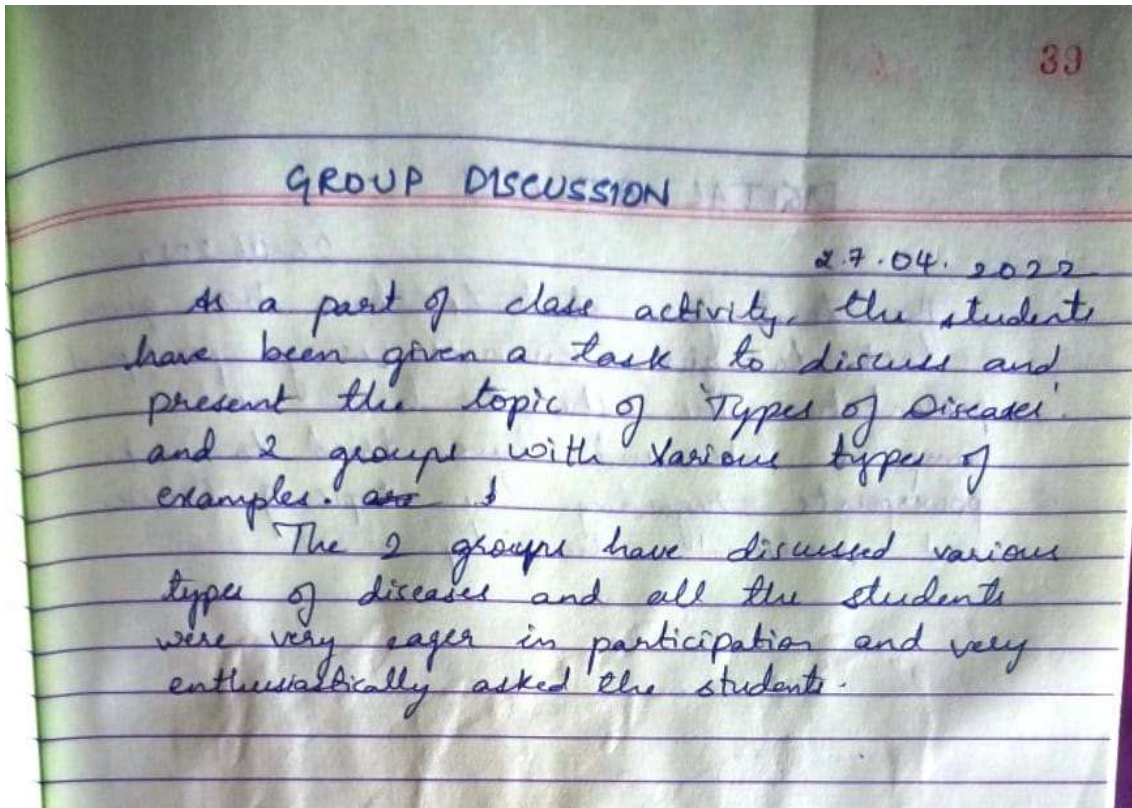 39
GROUP DISCUSSION
27.04.2022
As a part of class activity, the students
have been given a task to discuss and
present the topic of 'Types of Diseases'.
and 2 groups with various types of
examples.
The 2 groups have discussed various
types of diseases and all the students
were very eager in participation and very
enthusiastically asked the students.